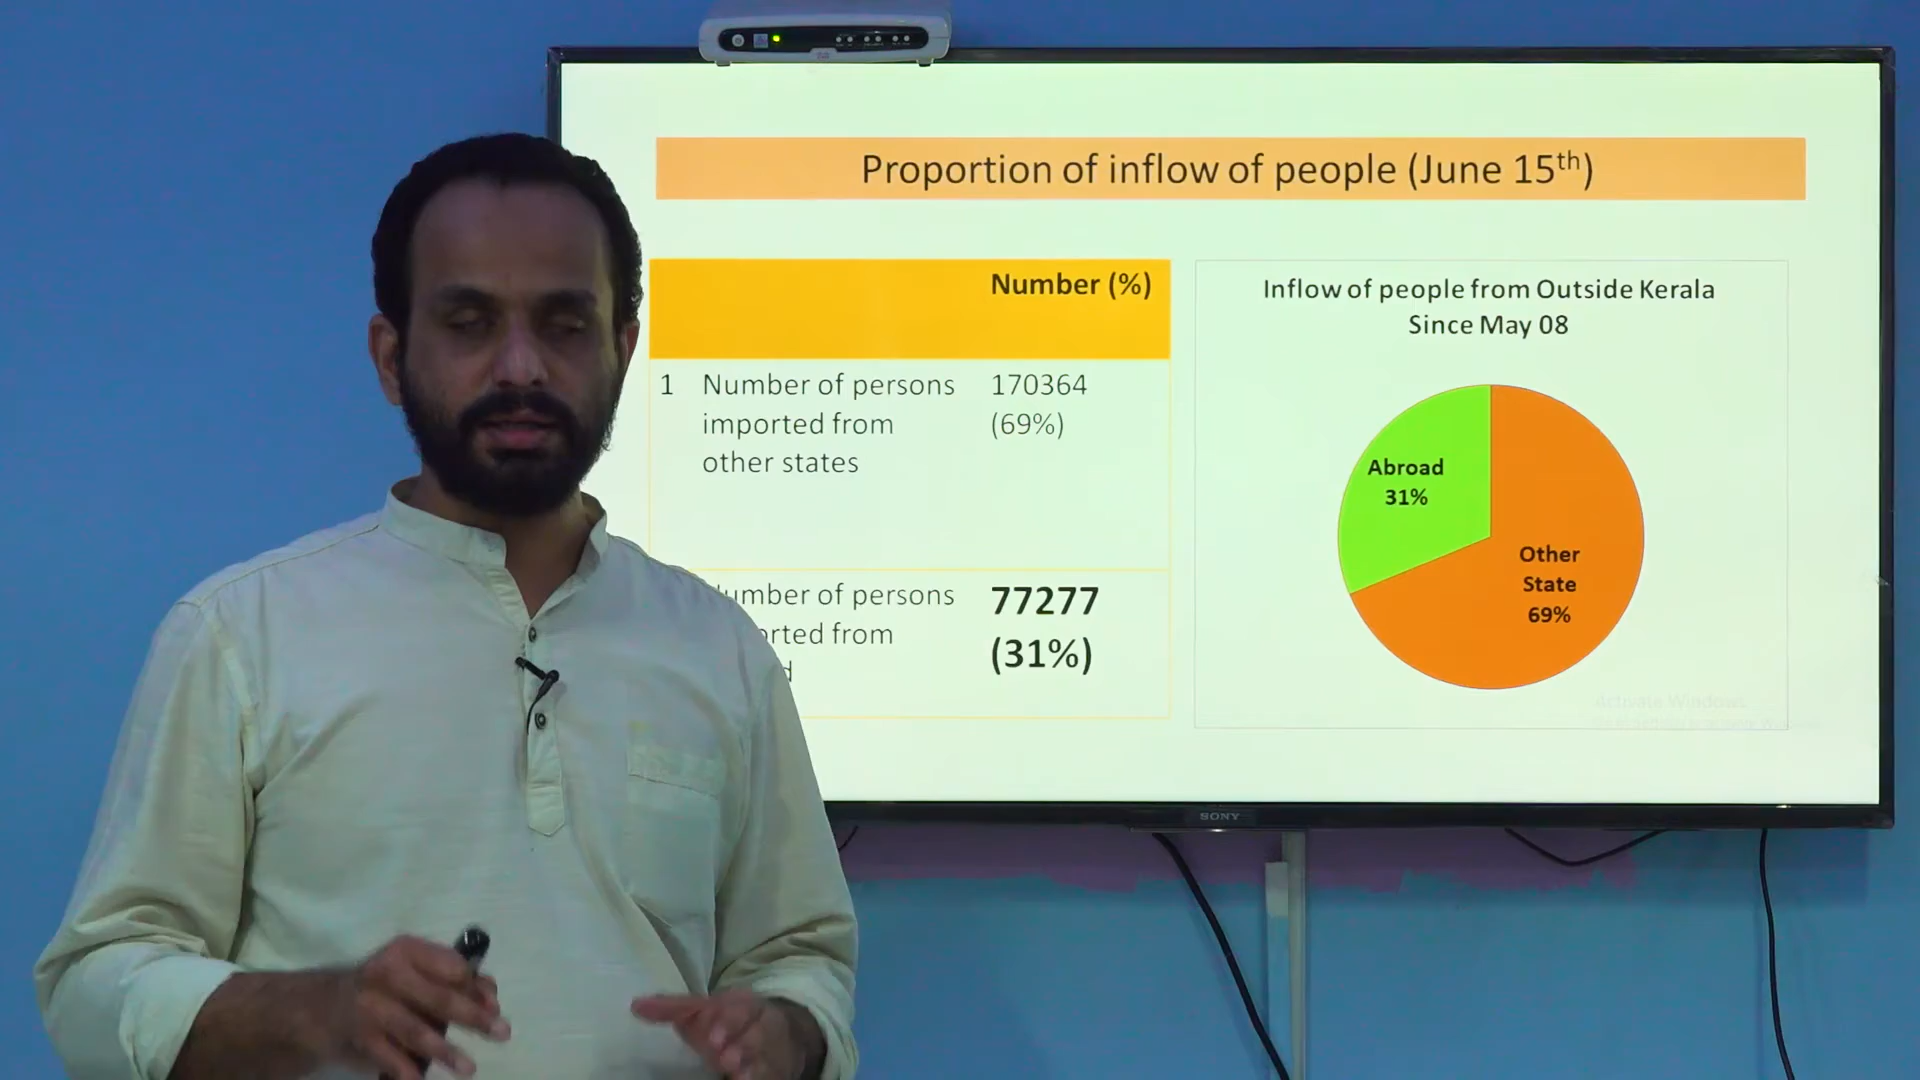 Proportion of inflow of people (June 15th)
Number (%)
1 Number of persons
imported from
other states
170364
(69%)
of persons
from
77277
(31%)
Inflow of people from Outside Kerala
Since May 08
Abroad
31%
Other
State
69%
Activate Windows
SONY